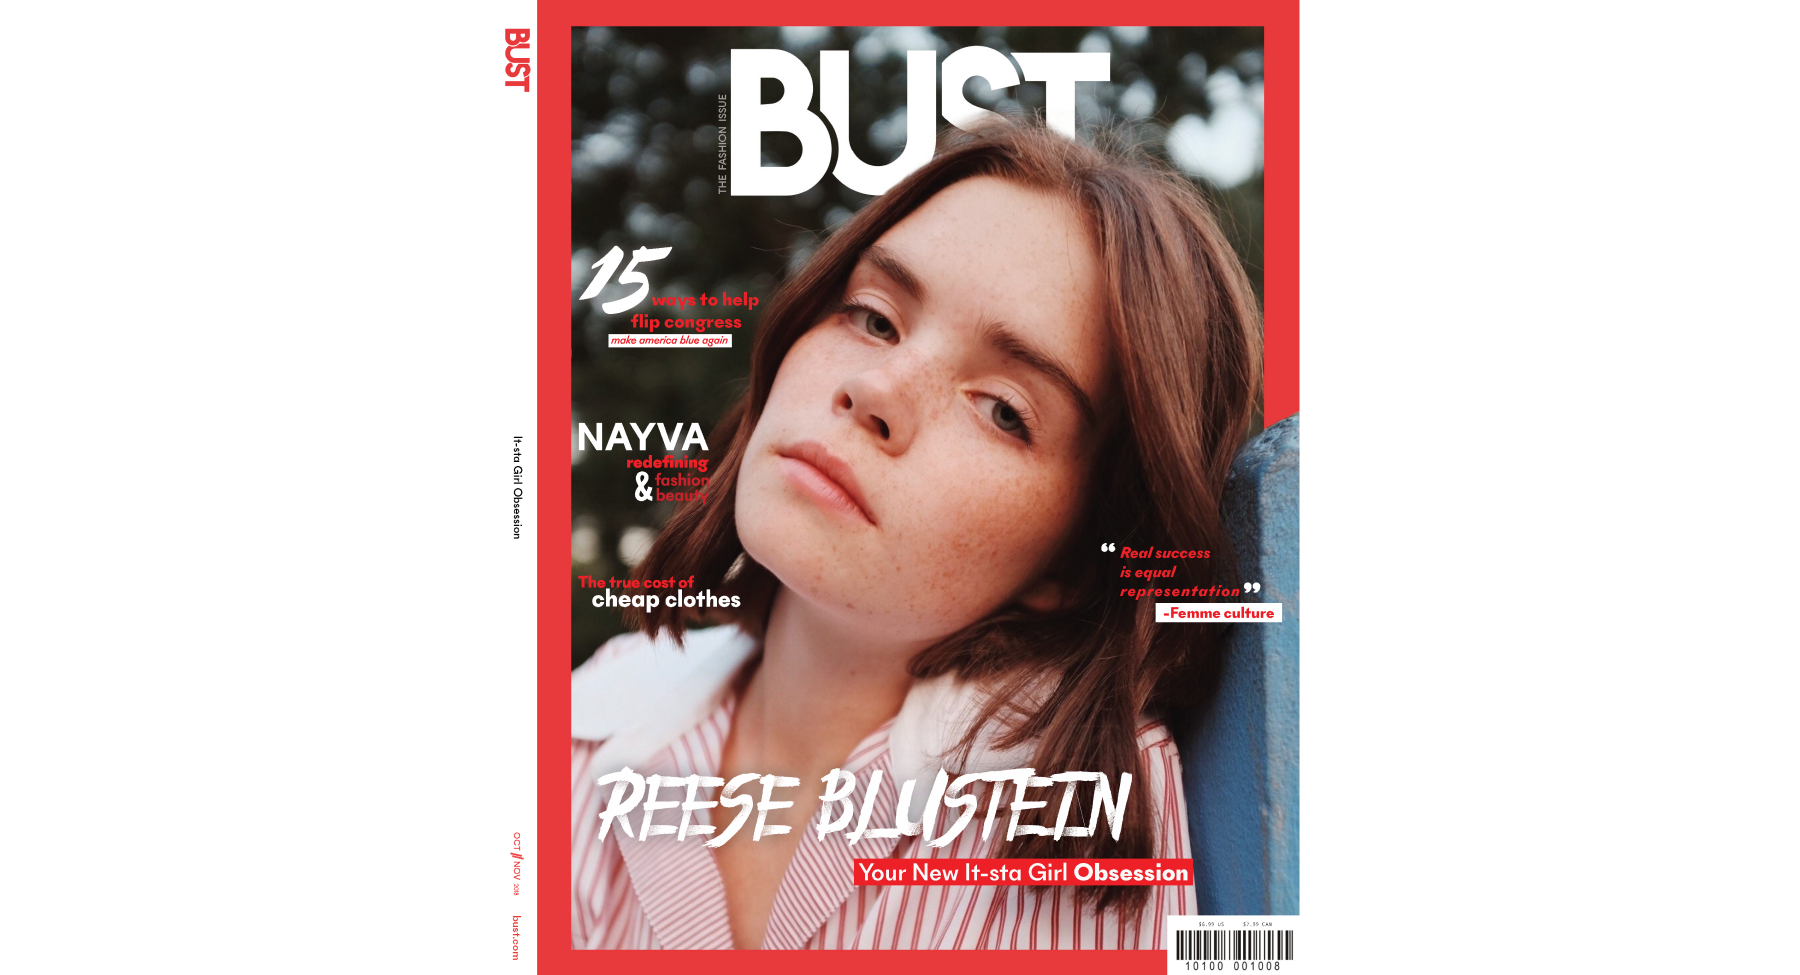 BUST
It-sta Girl Obsession
OCT // NOV 2018
bust.com
THE FASHION ISSUE
BUST
15
ways to help
flip congress
make america blue again
NAYVA
redefining
& fashion
beauty
The true cost of
cheap clothes
“ Real success
is equal
representation ”
-Femme culture
REESE BLUSTEIN
Your New It-sta Girl Obsession
$6.99 US $7.99 CAN
10100 001008